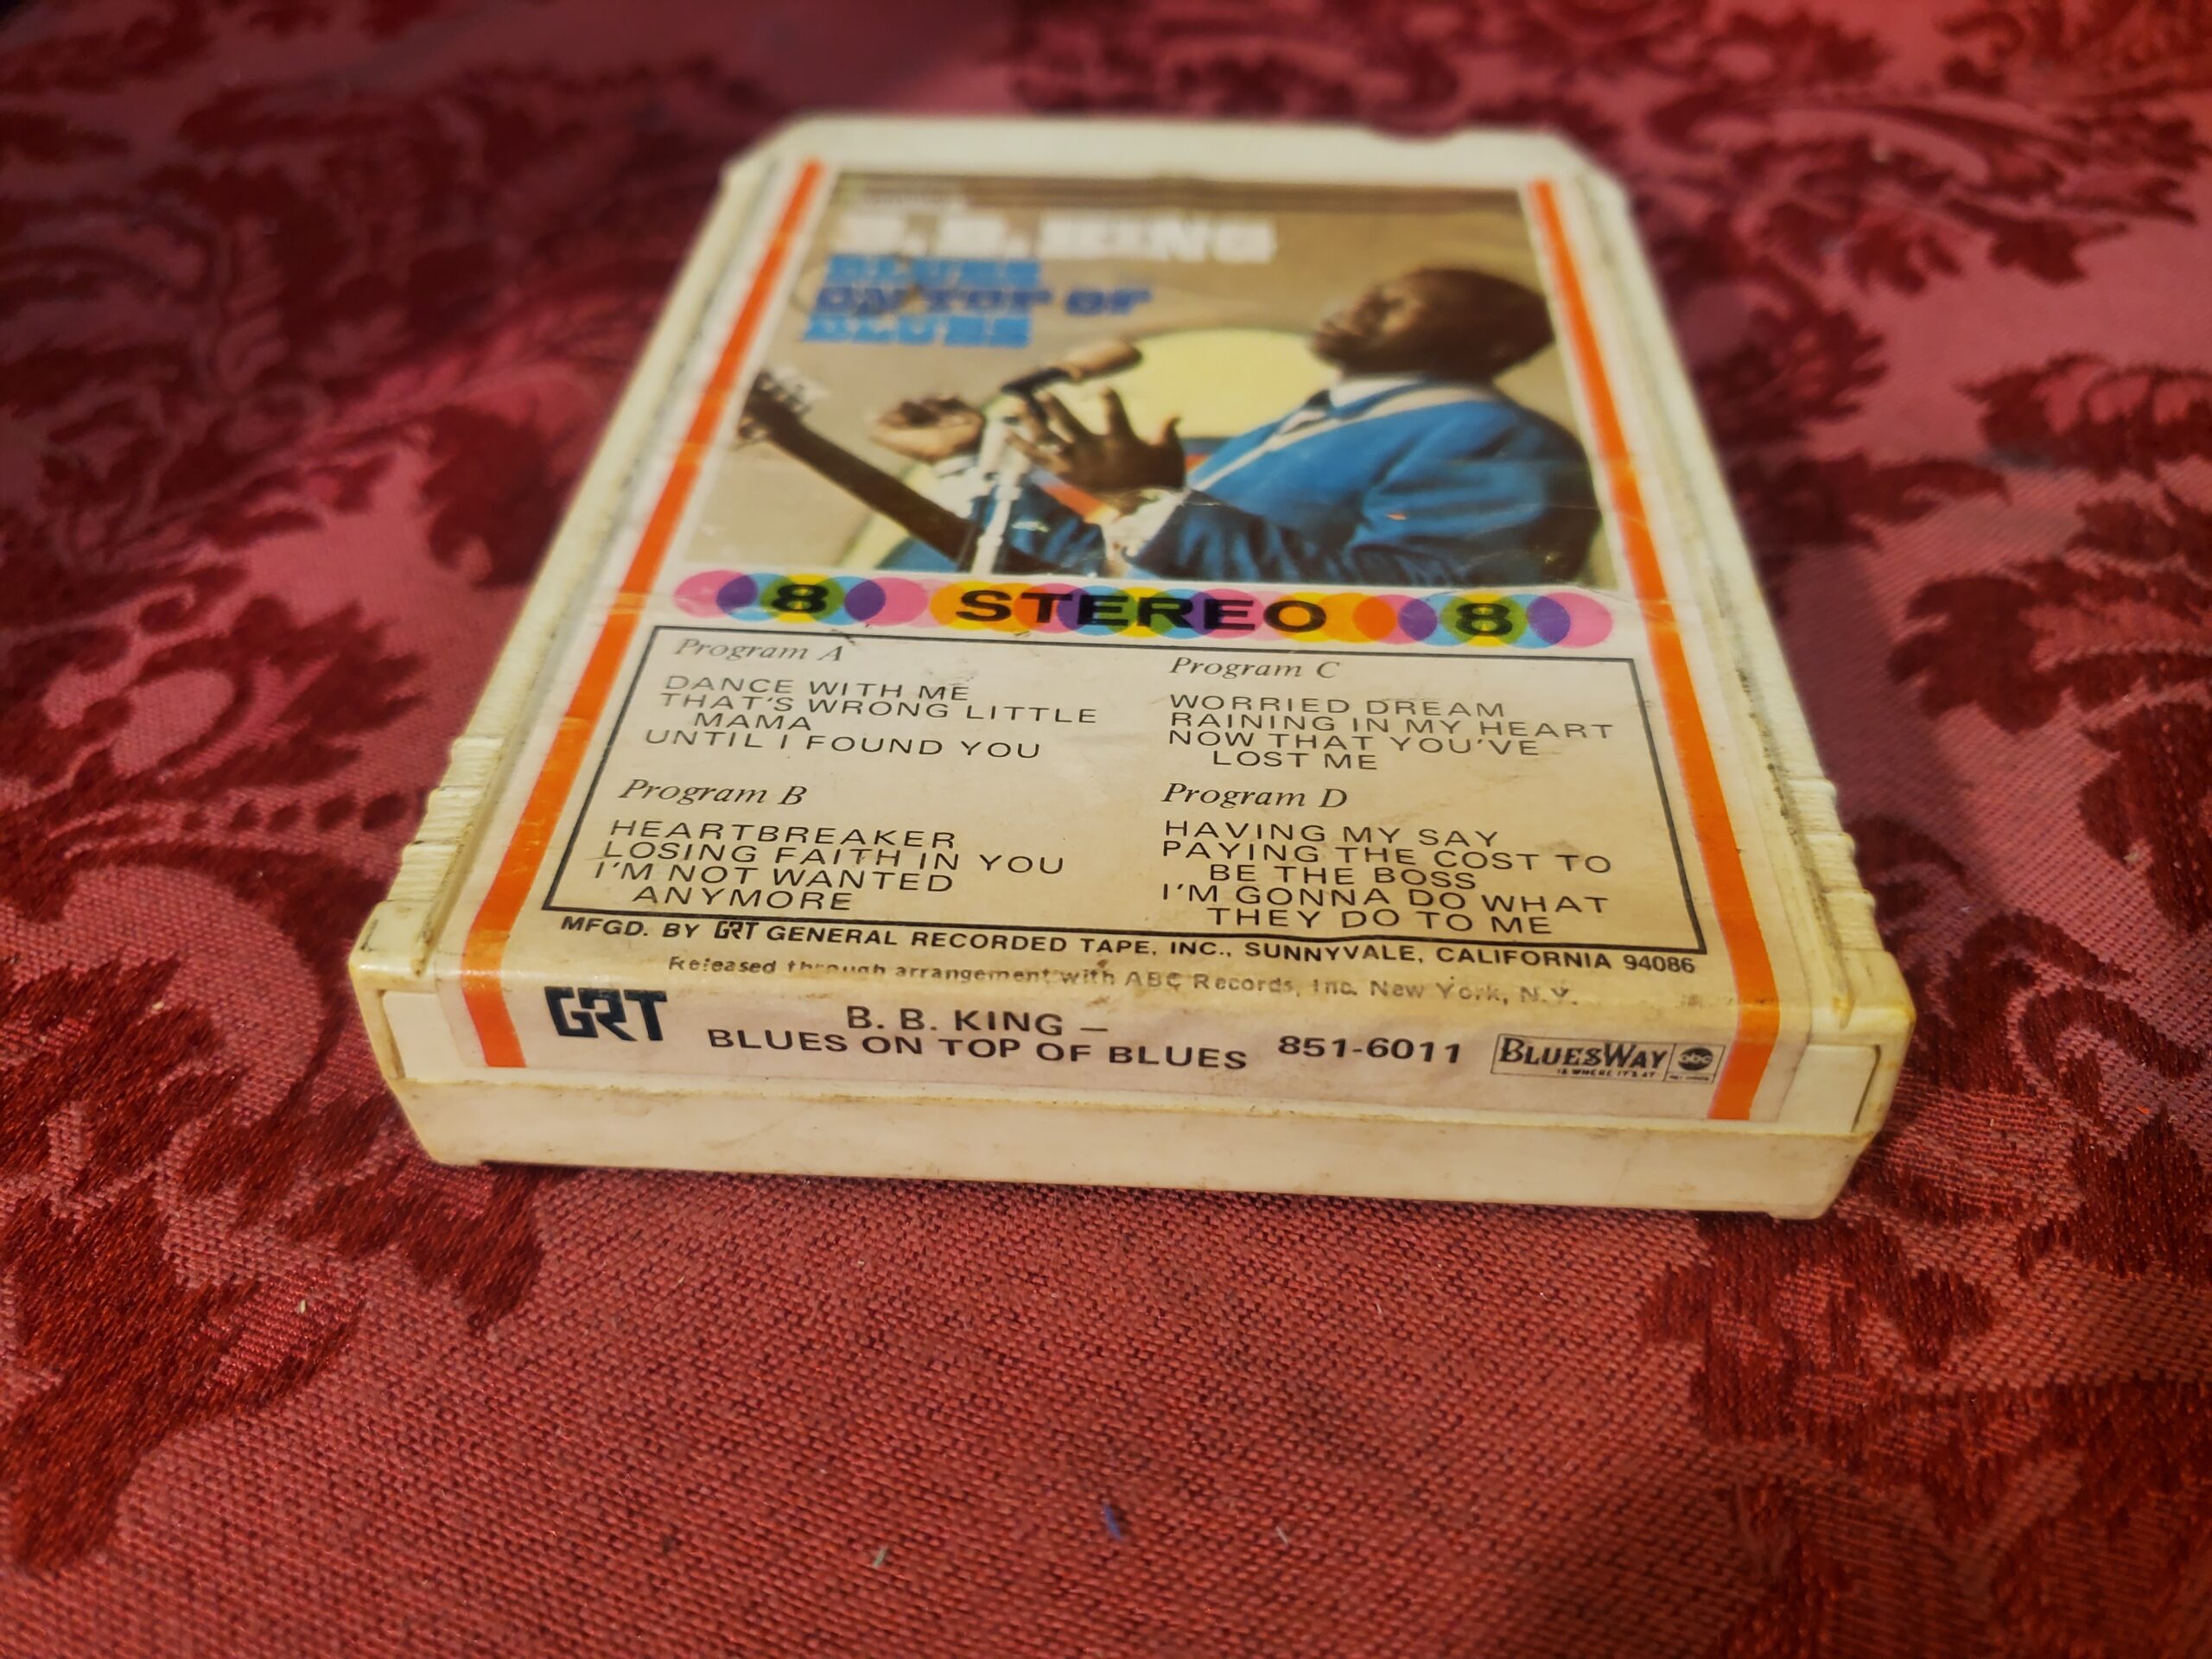 B. B. KING
BLUES
ON TOP OF
BLUES
8 STEREO 8
Program A
DANCE WITH ME
THAT'S WRONG LITTLE
MAMA
UNTIL I FOUND YOU
Program B
HEARTBREAKER
LOSING FAITH IN YOU
I'M NOT WANTED
ANYMORE
Program C
WORRIED DREAM
RAINING IN MY HEART
NOW THAT YOU'VE
LOST ME
Program D
HAVING MY SAY
PAYING THE COST TO
BE THE BOSS
I'M GONNA DO WHAT
THEY DO TO ME
MFGD. BY GRT GENERAL RECORDED TAPE, INC., SUNNYVALE, CALIFORNIA 94086
Released through arrangement with ABC Records, Inc. New York, N.Y.
GRT
B. B. KING —
BLUES ON TOP OF BLUES
851-6011
BLUESWAY
IS WHERE IT'S AT
abc